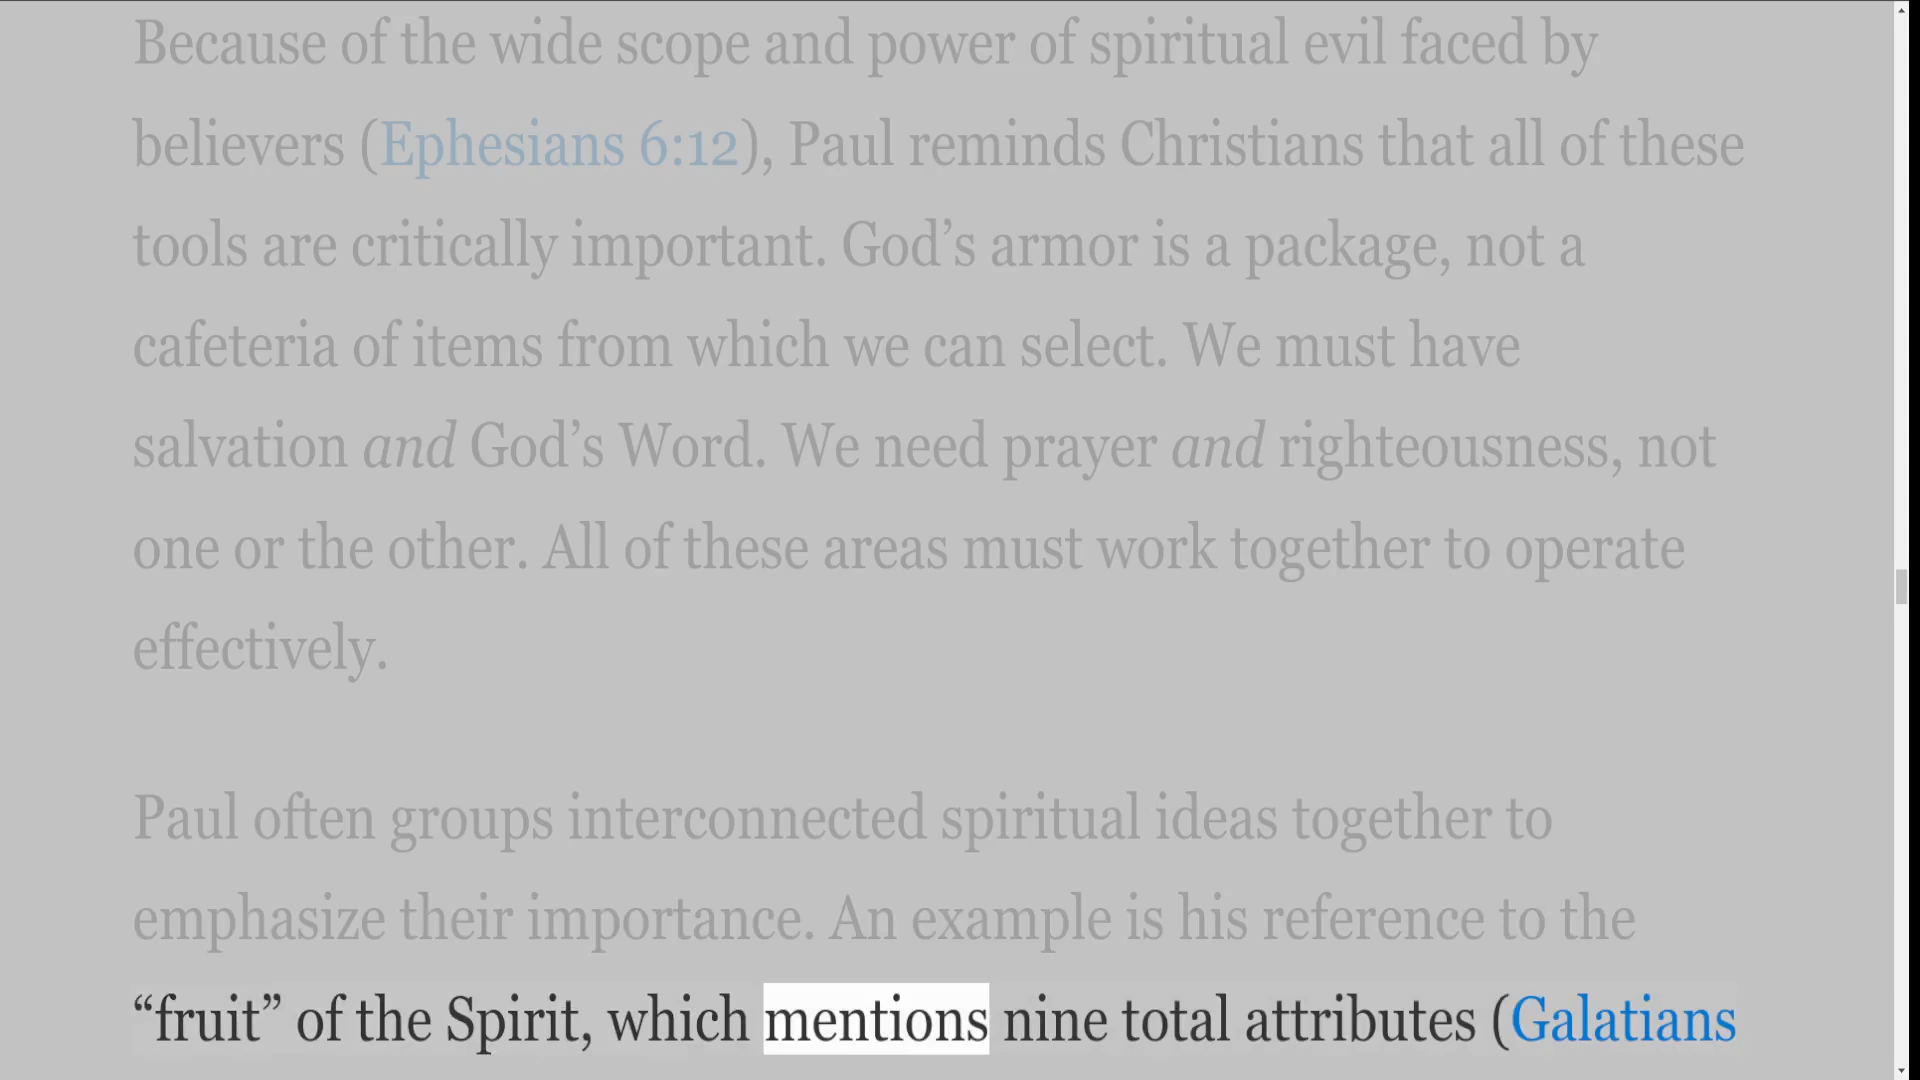 Because of the wide scope and power of spiritual evil faced by
believers (Ephesians 6:12), Paul reminds Christians that all of these
tools are critically important. God’s armor is a package, not a
cafeteria of items from which we can select. We must have
salvation and God’s Word. We need prayer and righteousness, not
one or the other. All of these areas must work together to operate
effectively.
Paul often groups interconnected spiritual ideas together to
emphasize their importance. An example is his reference to the
“fruit” of the Spirit, which mentions nine total attributes (Galatians